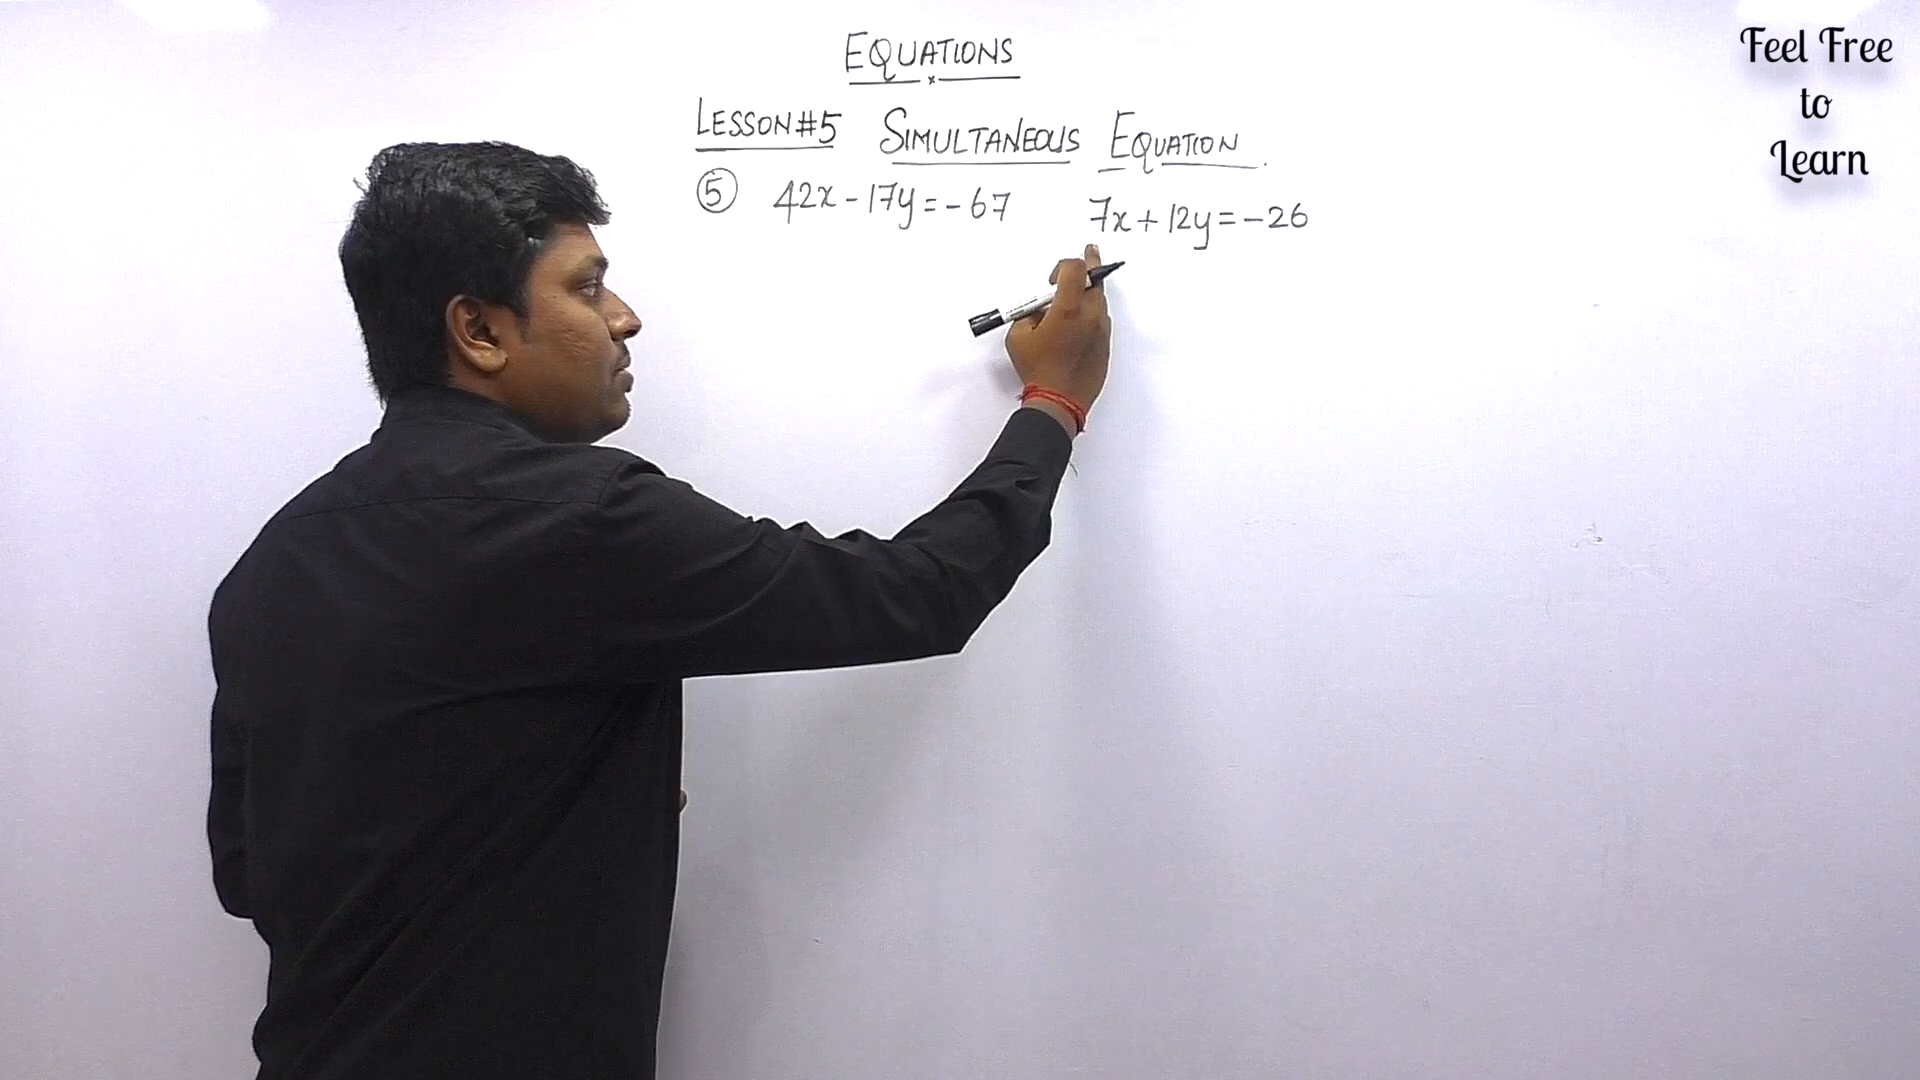 EQUATIONS
LESSON#5 SIMULTANEOUS EQUATION.
5 42x - 17y = - 67 7x + 12y = - 26
Feel Free
to
Learn